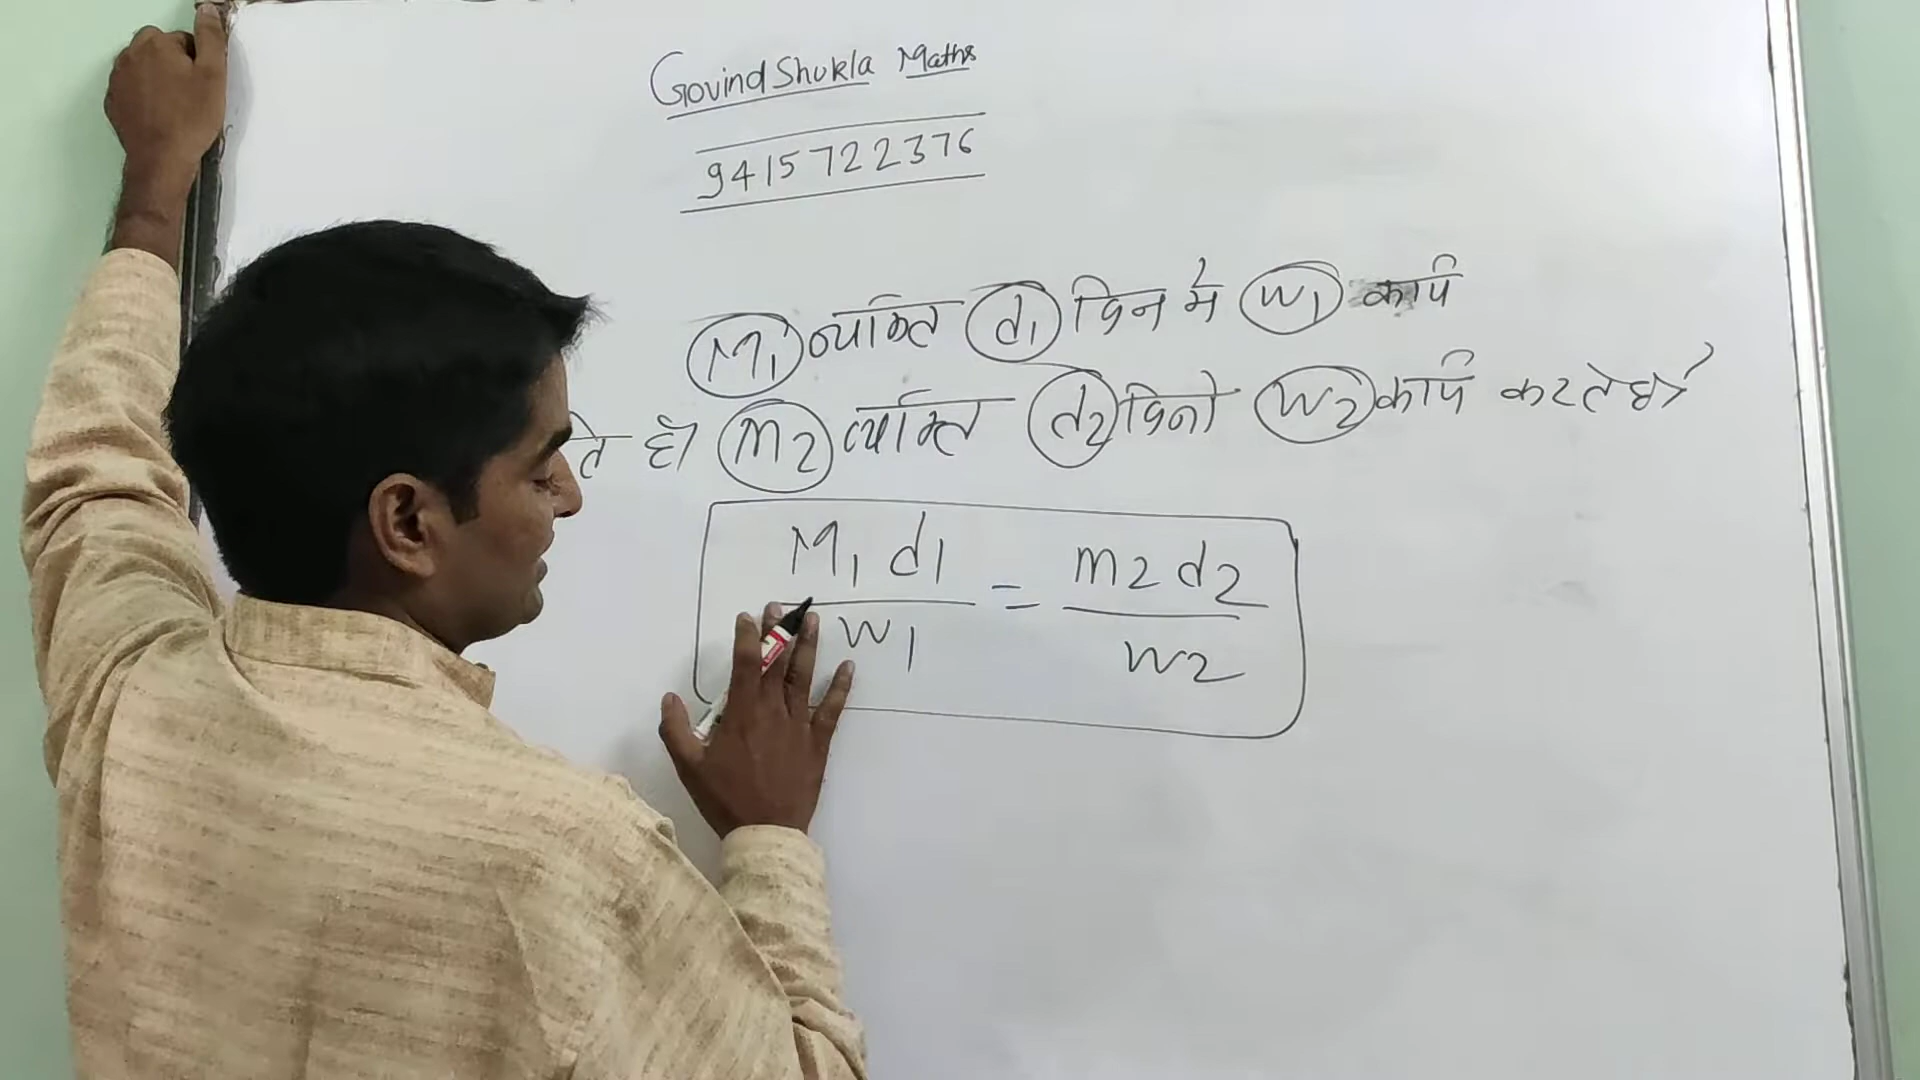 Govind Shukla Maths
9415722376
M1 व्यक्ति d1 दिन मे W1 कार्य
ते हो M2 व्यक्ति d2 दिनो W2 कार्य करते हो
M1 d1 / W1 = m2 d2 / W2